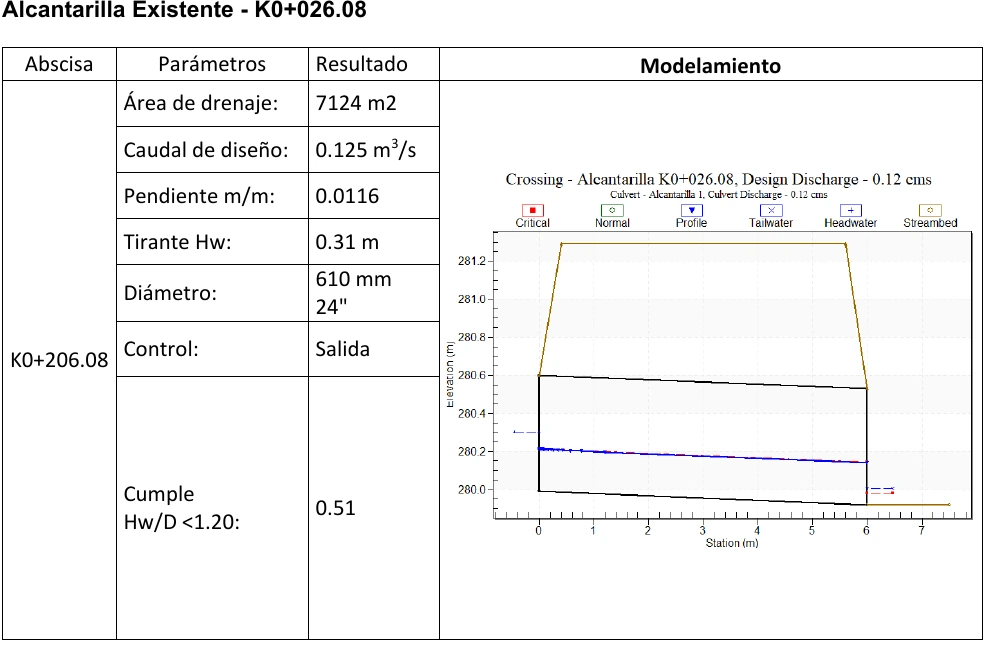 Alcantarilla Existente - K0+026.08
Abscisa Parámetros Resultado Modelamiento
K0+206.08
Área de drenaje: 7124 m2
Caudal de diseño: 0.125 m³/s
Pendiente m/m: 0.0116
Tirante Hw: 0.31 m
Diámetro: 610 mm
24"
Control: Salida
Cumple
Hw/D <1.20: 0.51
Crossing - Alcantarilla K0+026.08, Design Discharge - 0.12 cms
Culvert - Alcantarilla 1, Culvert Discharge - 0.12 cms
Critical Normal Profile Tailwater Headwater Streambed
Elevation (m)
281.2
281.0
280.8
280.6
280.4
280.2
280.0
0 1 2 3 4 5 6 7
Station (m)